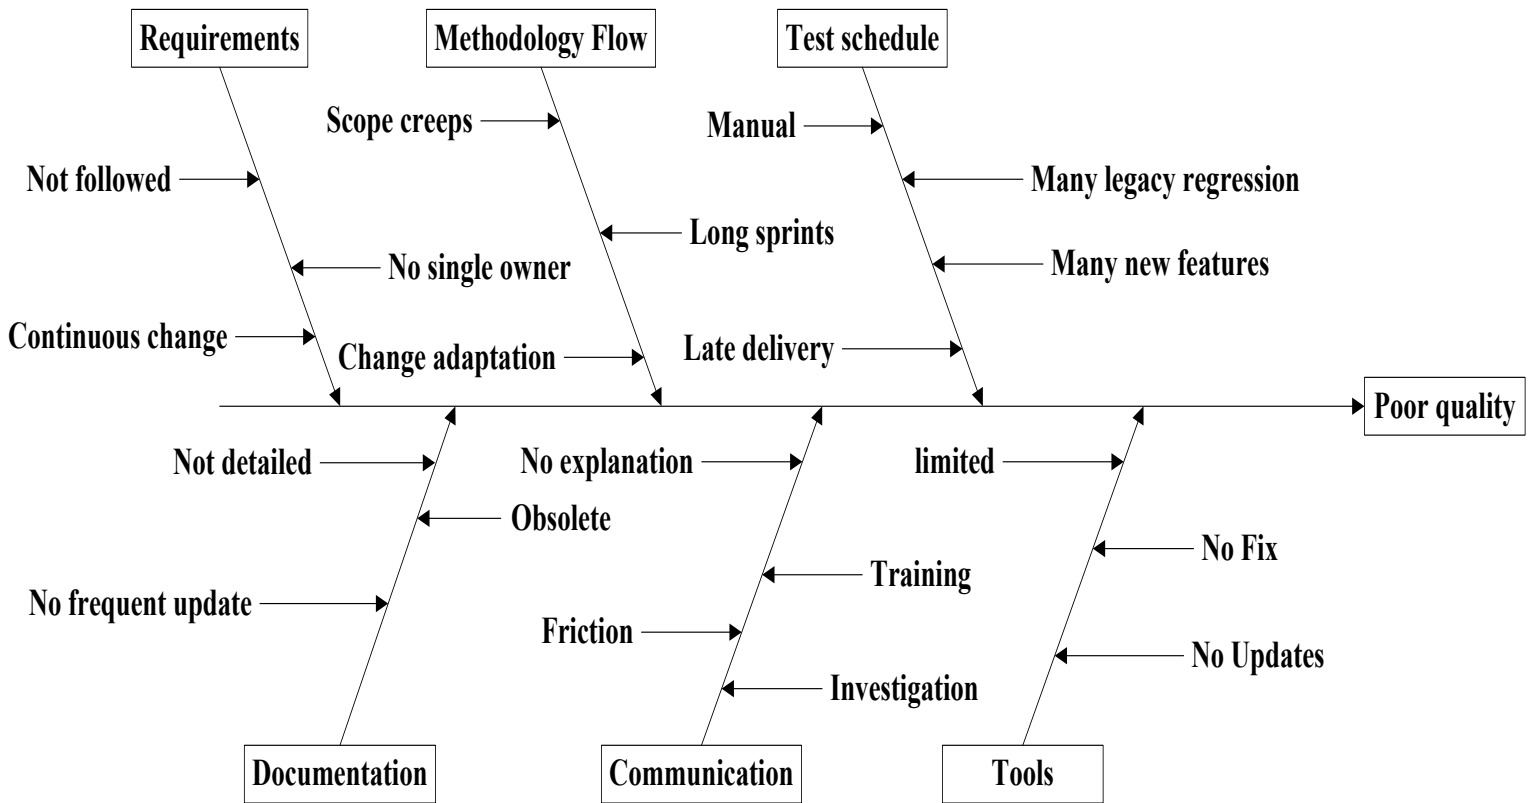 Requirements
Methodology Flow
Test schedule
Scope creeps
Manual
Not followed
Many legacy regression
Long sprints
No single owner
Many new features
Continuous change
Change adaptation
Late delivery
Poor quality
Not detailed
No explanation
limited
Obsolete
No Fix
Training
No frequent update
Friction
No Updates
Investigation
Documentation
Communication
Tools